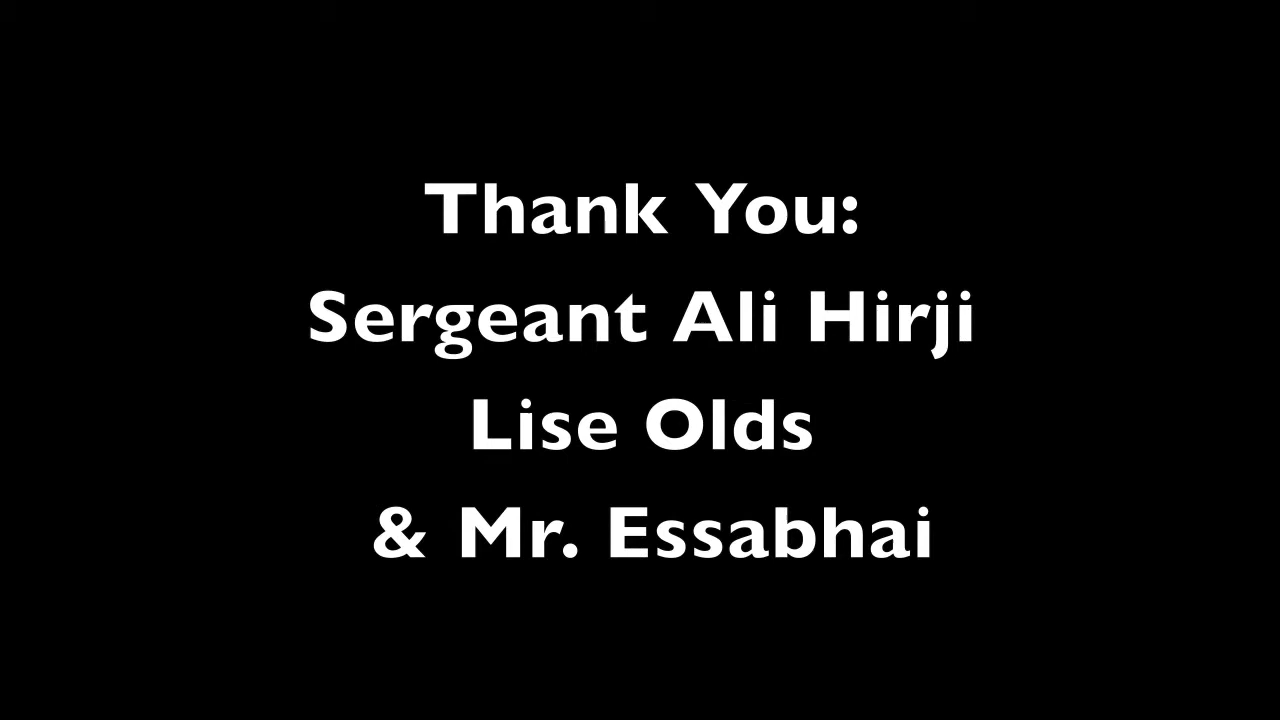 Thank You:
Sergeant Ali Hirji
Lise Olds
& Mr. Essabhai